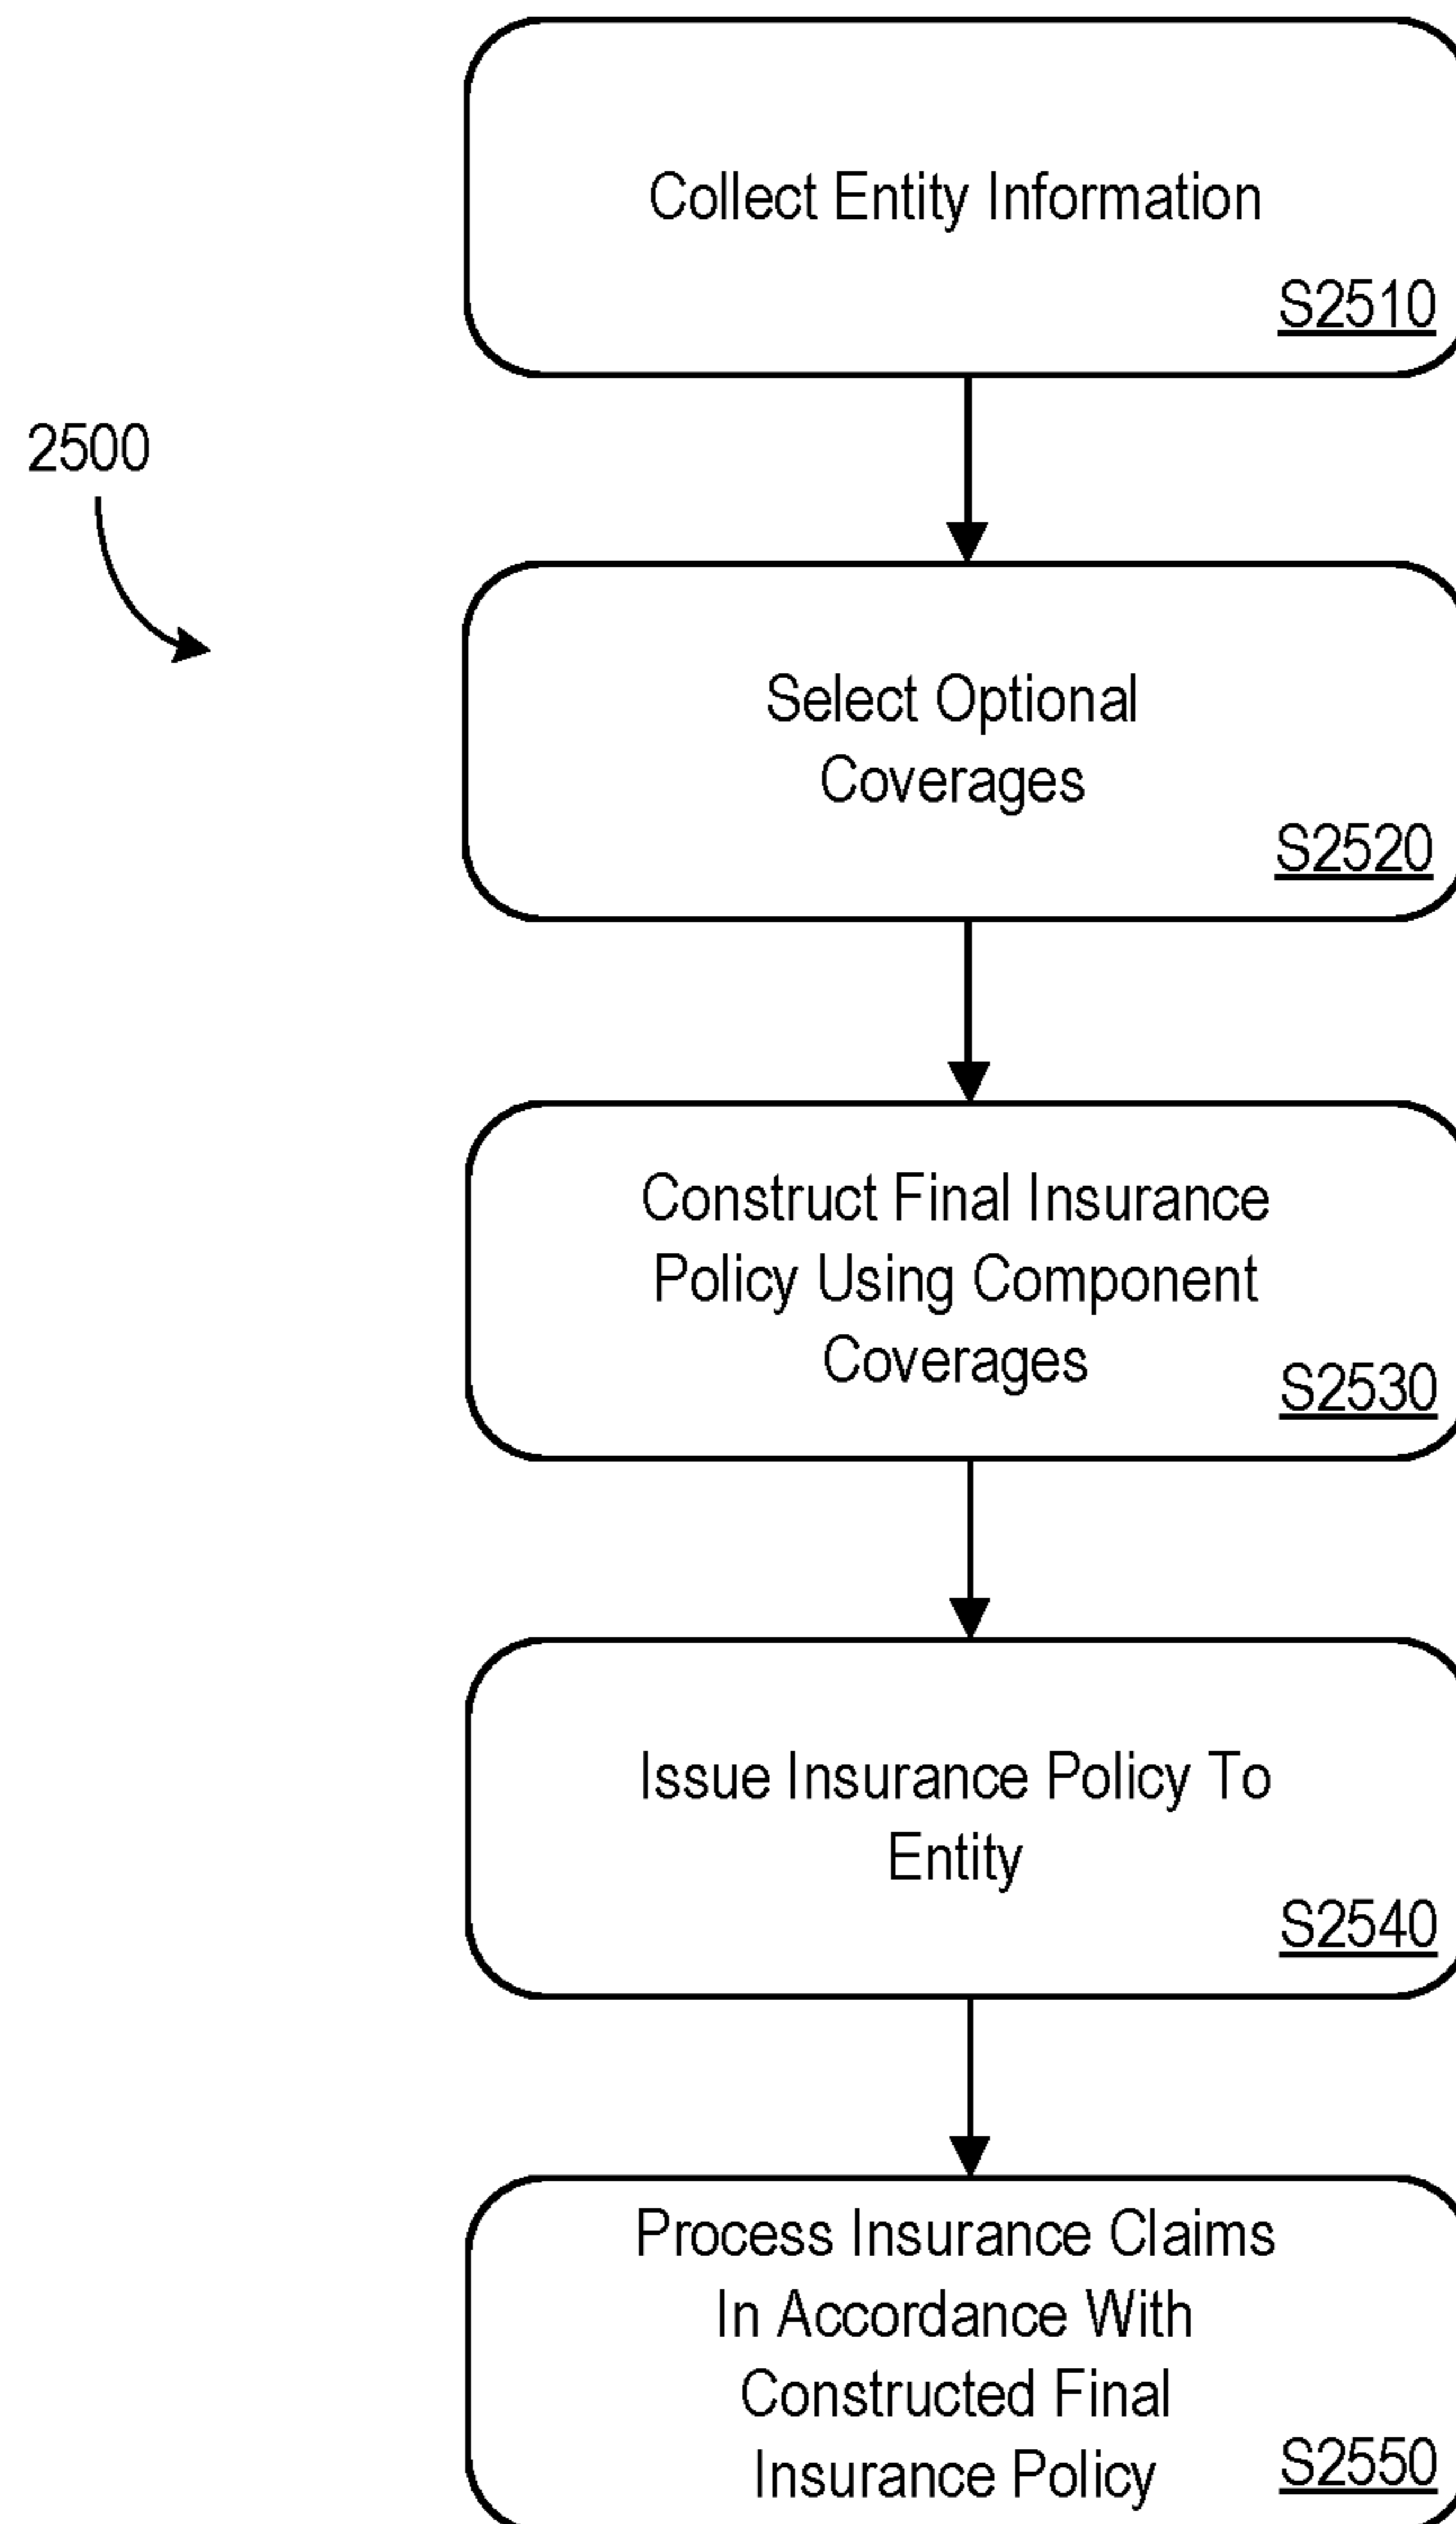 Collect Entity Information
S2510
2500
Select Optional
Coverages
S2520
Construct Final Insurance
Policy Using Component
Coverages
S2530
Issue Insurance Policy To
Entity
S2540
Process Insurance Claims
In Accordance With
Constructed Final
Insurance Policy
S2550